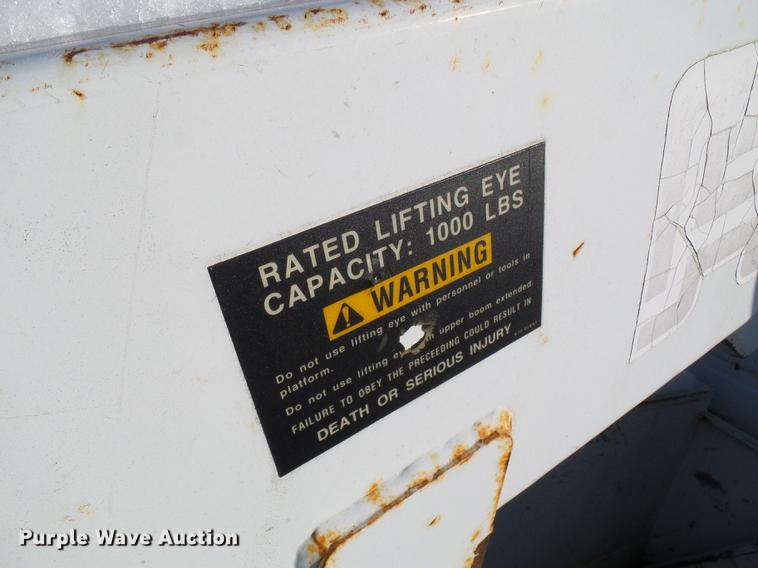 RATED LIFTING EYE
CAPACITY: 1000 LBS
WARNING
Do not use lifting eye with personnel or tools in
platform.
Do not use lifting upper boom extended.
FAILURE TO OBEY THE PRECEEDING COULD RESULT IN
DEATH OR SERIOUS INJURY
Purple Wave Auction